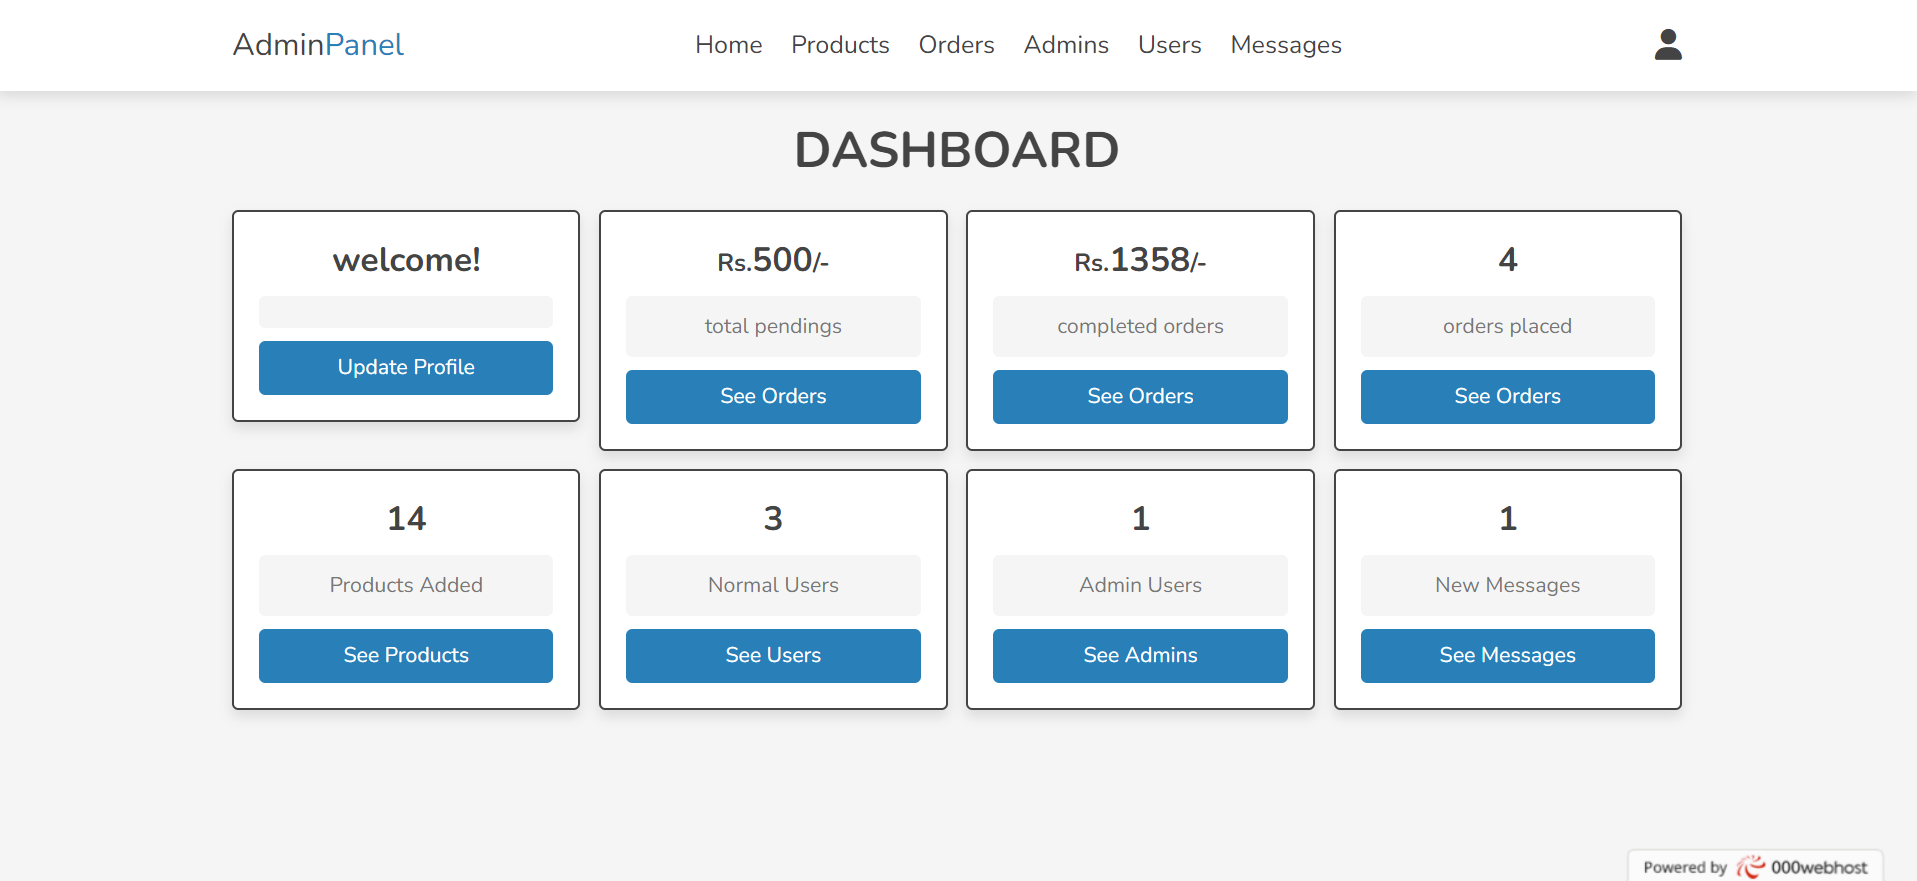 AdminPanel
Home Products Orders Admins Users Messages
DASHBOARD
welcome!
Update Profile
Rs.500/-
total pendings
See Orders
Rs.1358/-
completed orders
See Orders
4
orders placed
See Orders
14
Products Added
See Products
3
Normal Users
See Users
1
Admin Users
See Admins
1
New Messages
See Messages
Powered by 000webhost